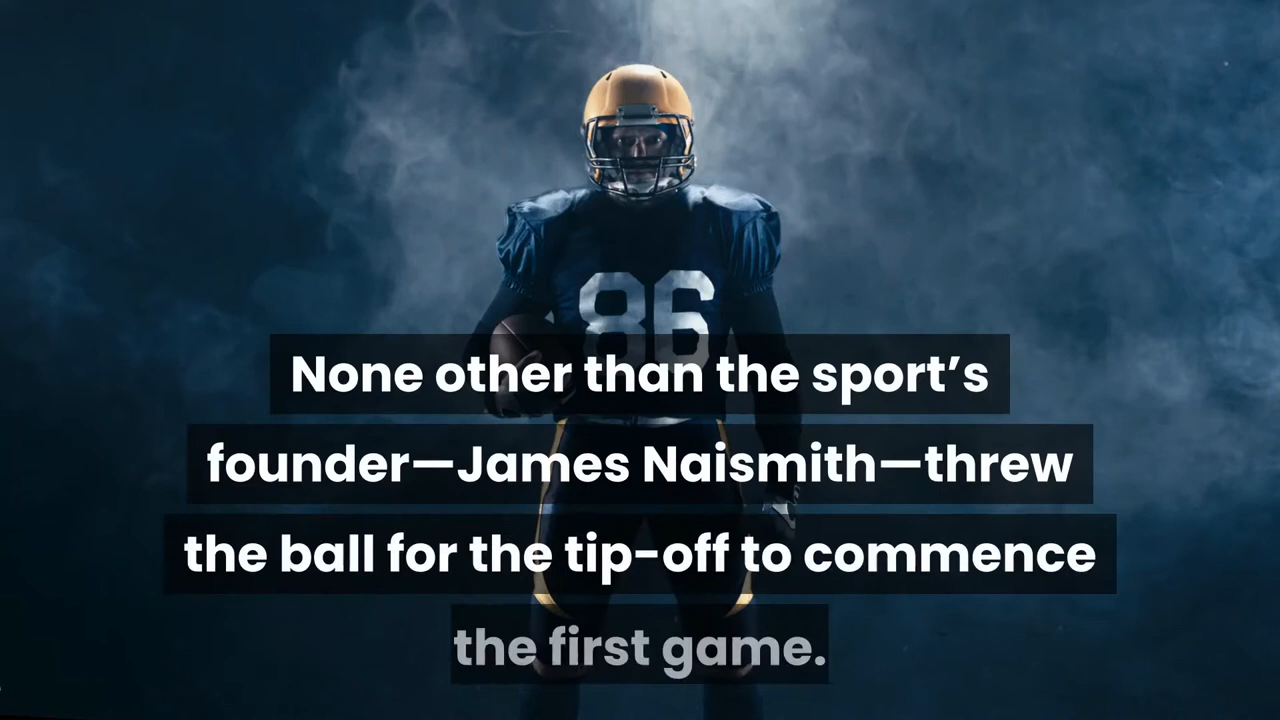 86
None other than the sport’s
founder—James Naismith—threw
the ball for the tip-off to commence
the first game.